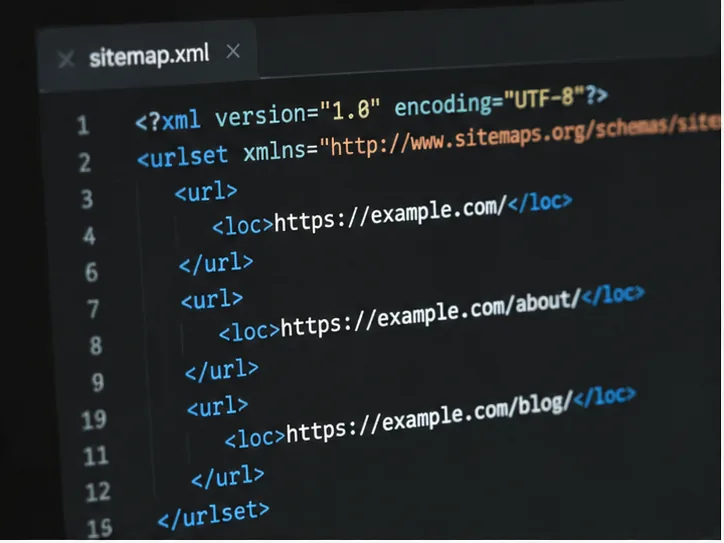 sitemap.xml
1 <?xml version="1.0" encoding="UTF-8"?>
2 <urlset xmlns="http://www.sitemaps.org/schemas/site
3 <url>
4 <loc>https://example.com/</loc>
6 </url>
7 <url>
8 <loc>https://example.com/about/</loc>
9 </url>
19 <url>
11 <loc>https://example.com/blog/</loc>
12 </url>
15 </urlset>